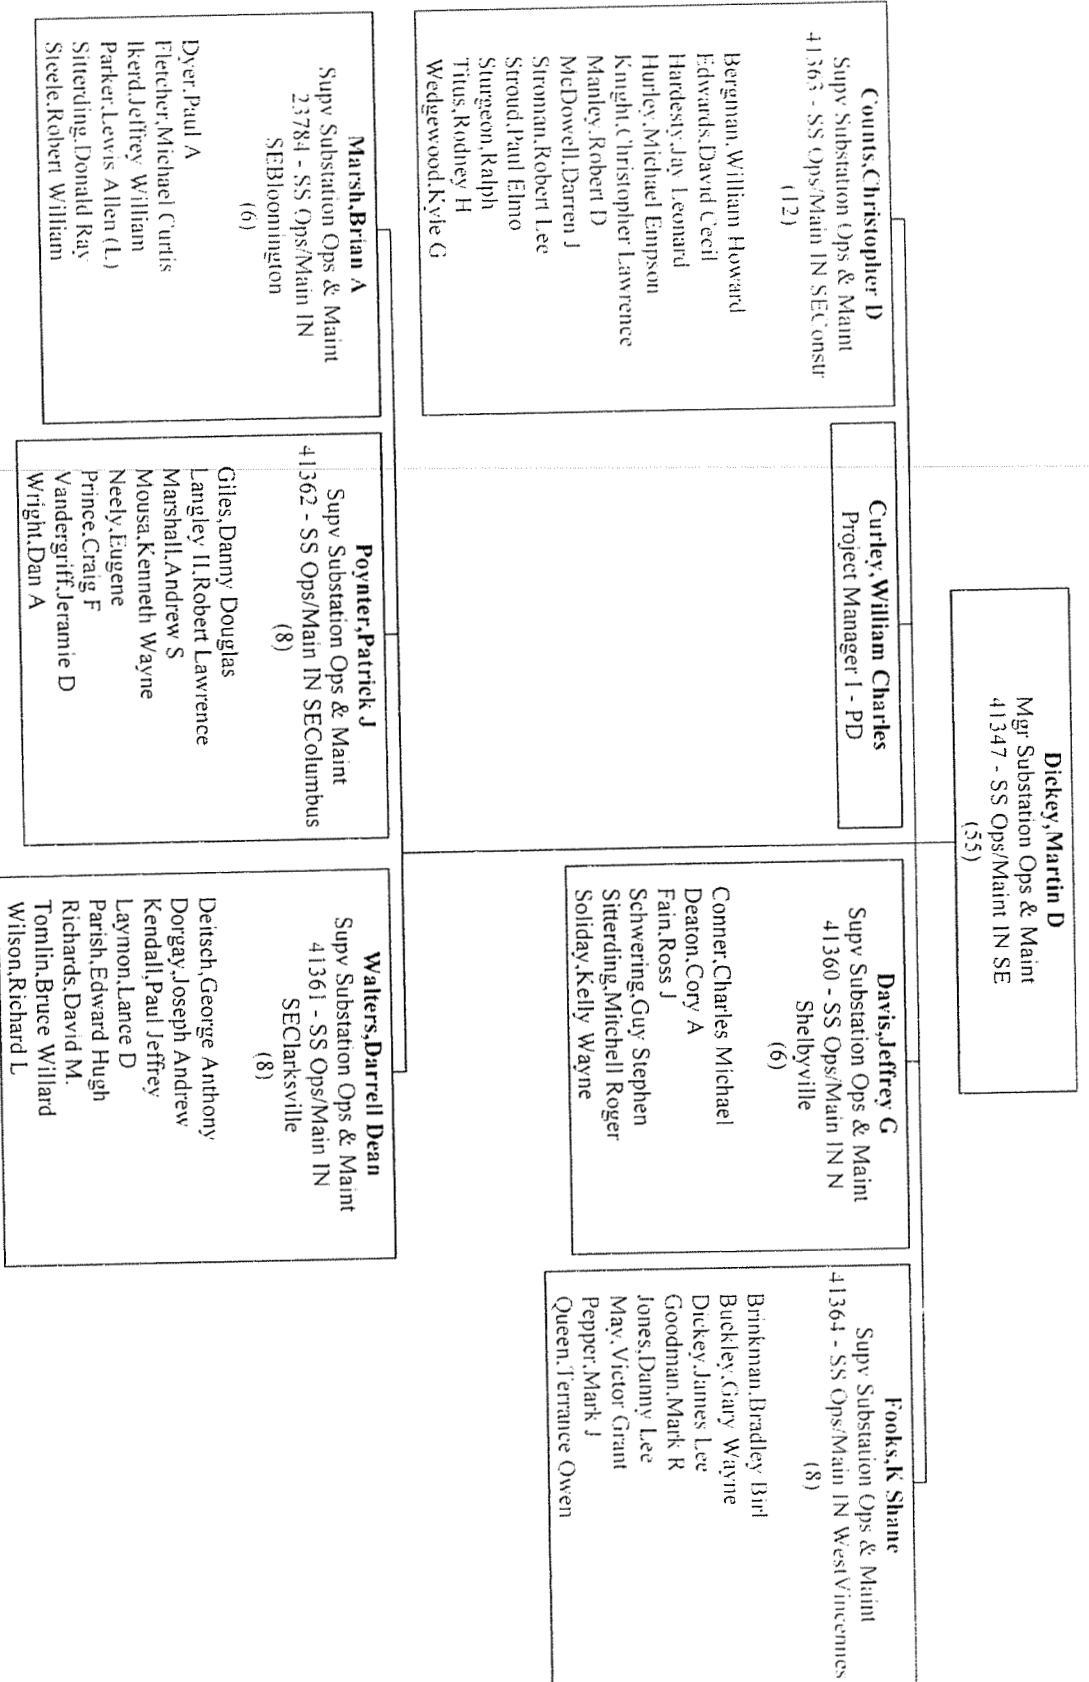 Dickey,Martin D
Mgr Substation Ops & Maint
41347 - SS Ops/Maint IN SE
(55)
Counts,Christopher D
Supv Substation Ops & Maint
41363 - SS Ops/Main IN SEConstr
(12)
Bergman,William Howard
Edwards,David Cecil
Hardesty,Jay Leonard
Hurley,Michael Empson
Knight,Christopher Lawrence
Manley,Robert D
McDowell,Darren J
Stroman,Robert Lee
Stroud,Paul Elmo
Sturgeon,Ralph
Titus,Rodney H
Wedgewood,Kyle G
Curley,William Charles
Project Manager I - PD
Davis,Jeffrey G
Supv Substation Ops & Maint
41360 - SS Ops/Main IN N
Shelbyville
(6)
Conner,Charles Michael
Deaton,Cory A
Fain,Ross J
Schwering,Guy Stephen
Sitterding,Mitchell Roger
Soliday,Kelly Wayne
Fooks,K Shane
Supv Substation Ops & Maint
41364 - SS Ops/Main IN WestVincennes
(8)
Brinkman,Bradley Birl
Buckley,Gary Wayne
Dickey,James Lee
Goodman,Mark R
Jones,Danny Lee
May,Victor Grant
Pepper,Mark J
Queen,Terrance Owen
Marsh,Brian A
Supv Substation Ops & Maint
23784 - SS Ops/Main IN
SEBloomington
(6)
Dyer,Paul A
Fletcher,Michael Curtis
Ikerd,Jeffrey William
Parker,Lewis Allen (L)
Sitterding,Donald Ray
Steele,Robert William
Poynter,Patrick J
Supv Substation Ops & Maint
41362 - SS Ops/Main IN SEColumbus
(8)
Giles,Danny Douglas
Langley II,Robert Lawrence
Marshall,Andrew S
Mousa,Kenneth Wayne
Neely,Eugene
Prince,Craig F
Vandergriff,Jeramie D
Wright,Dan A
Walters,Darrell Dean
Supv Substation Ops & Maint
41361 - SS Ops/Main IN
SEClarksville
(8)
Deitsch,George Anthony
Dorgay,Joseph Andrew
Kendall,Paul Jeffrey
Laymon,Lance D
Parish,Edward Hugh
Richards,David M.
Tomlin,Bruce Willard
Wilson,Richard L